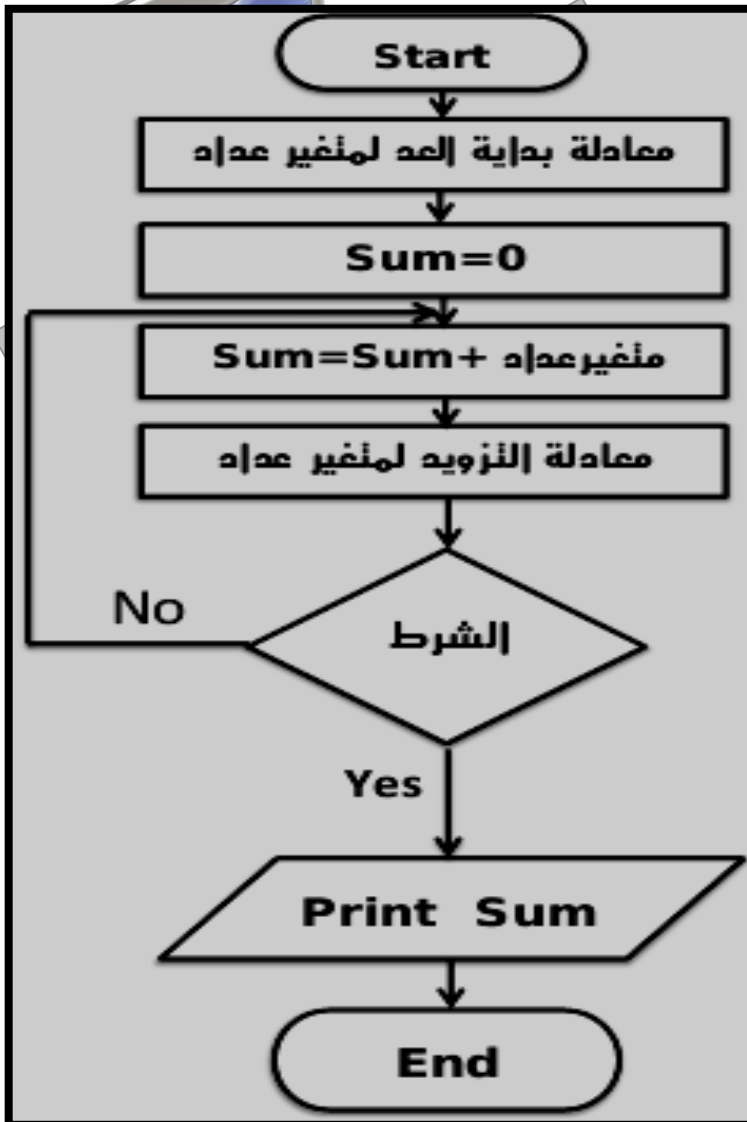 Start
معادلة بداية العد لمتغير عداد
Sum=0
Sum=Sum+ متغيرعداد
معادلة التزويد لمتغير عداد
الشرط
No
Yes
Print Sum
End